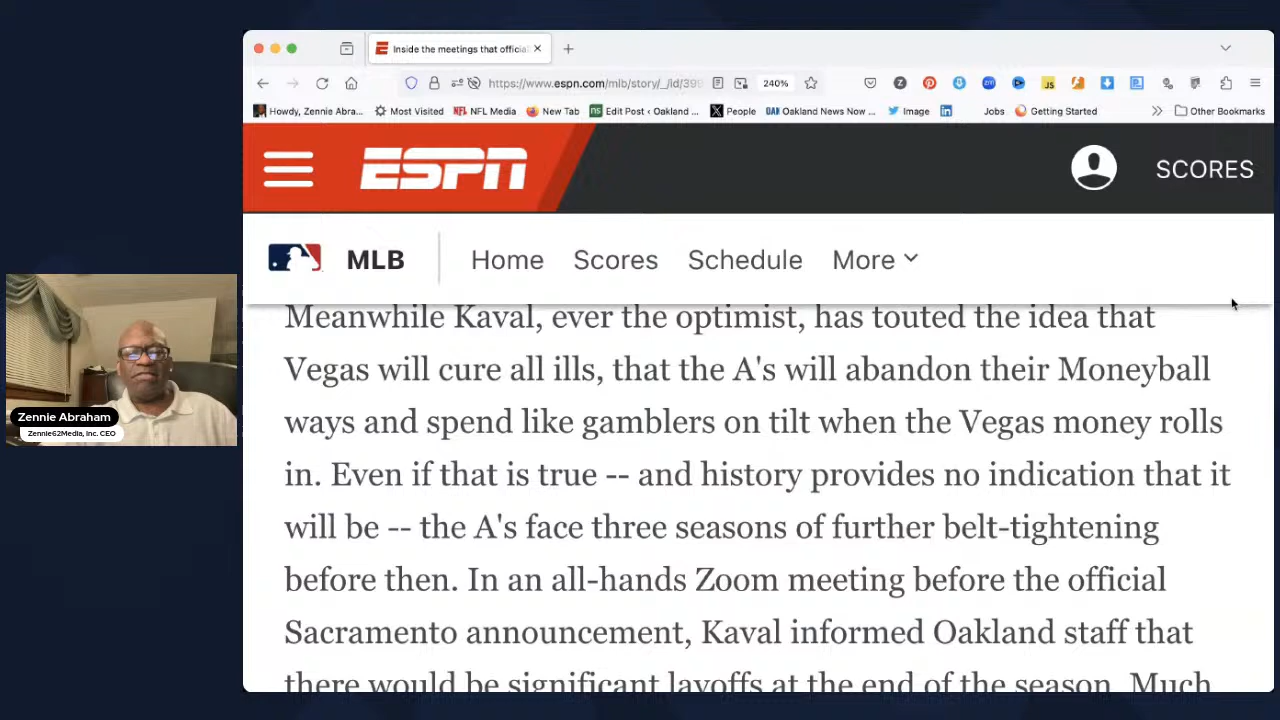 Inside the meetings that officia
https://www.espn.com/mlb/story/_/id/399
240%
Howdy, Zennie Abra...
Most Visited
NFL Media
New Tab
Edit Post ‹ Oakland ...
People
Oakland News Now ...
Image
Jobs
Getting Started
Other Bookmarks
ESPN
SCORES
MLB
Home
Scores
Schedule
More
Meanwhile Kaval, ever the optimist, has touted the idea that
Vegas will cure all ills, that the A's will abandon their Moneyball
ways and spend like gamblers on tilt when the Vegas money rolls
in. Even if that is true -- and history provides no indication that it
will be -- the A's face three seasons of further belt-tightening
before then. In an all-hands Zoom meeting before the official
Sacramento announcement, Kaval informed Oakland staff that
there would be significant layoffs at the end of the season. Much
Zennie Abraham
Zennie62Media, Inc. CEO